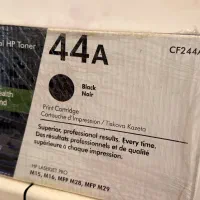 HP Toner
44A
CF244A
Black
Noir
Print Cartridge
Cartouche d'impression / Tiskova Kazeta
Superior, professional results. Every time.
Des résultats professionnels et de qualité
supérieure à chaque impression.
HP LASERJET PRO
M15, M16, MFP M28, MFP M29